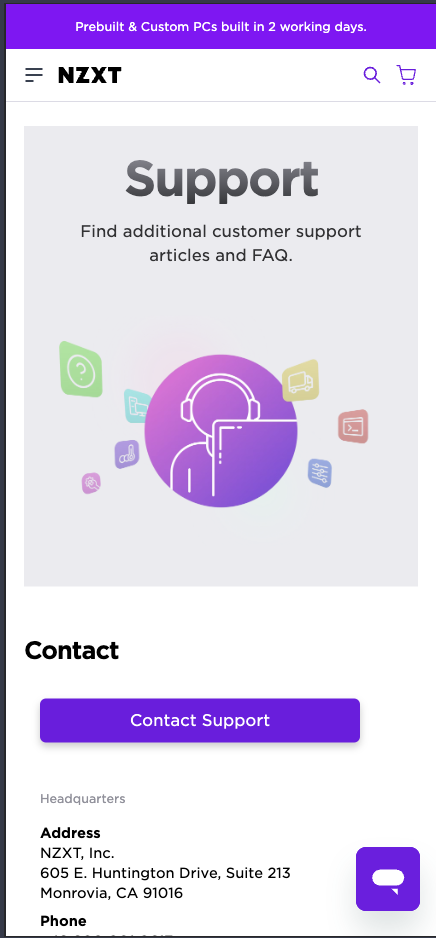 Prebuilt & Custom PCs built in 2 working days.
NZXT
Support
Find additional customer support
articles and FAQ.
Contact
Contact Support
Headquarters
Address
NZXT, Inc.
605 E. Huntington Drive, Suite 213
Monrovia, CA 91016
Phone